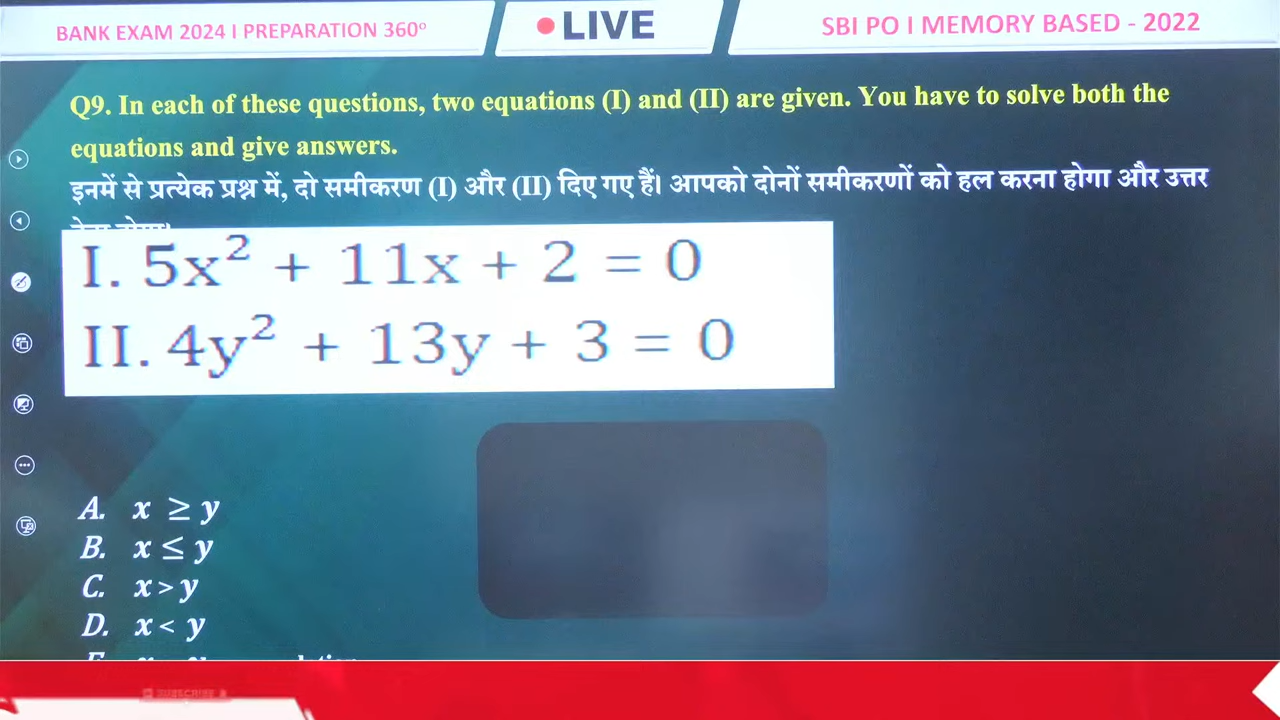 BANK EXAM 2024 I PREPARATION 360º
LIVE
SBI PO I MEMORY BASED - 2022
Q9. In each of these questions, two equations (I) and (II) are given. You have to solve both the
equations and give answers.
इनमें से प्रत्येक प्रश्न में, दो समीकरण (I) और (II) दिए गए हैं। आपको दोनों समीकरणों को हल करना होगा और उत्तर
I. 5x² + 11x + 2 = 0
II. 4y² + 13y + 3 = 0
A. x ≥ y
B. x ≤ y
C. x > y
D. x < y
SUBSCRIBE